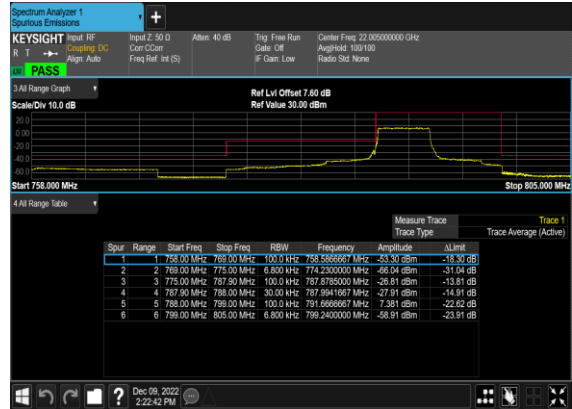 Spectrum Analyzer 1
Spurious Emissions
+
KEYSIGHT Input: RF Input Z: 50 Ω Atten: 40 dB Trig: Free Run Center Freq: 22.005000000 GHz
R T Coupling: DC Corr CCorr Gate: Off Avg|Hold: 100/100
Align: Auto Freq Ref: Int (S) IF Gain: Low Radio Std: None
PASS
3 All Range Graph
Ref Lvl Offset 7.60 dB
Scale/Div 10.0 dB Ref Value 30.00 dBm
20.0
0.00
-20.0
-40.0
-60.0
Start 758.000 MHz Stop 805.000 MHz
4 All Range Table
Measure Trace Trace 1
Trace Type Trace Average (Active)
Spur Range Start Freq Stop Freq RBW Frequency Amplitude ΔLimit
1 1 758.00 MHz 769.00 MHz 100.0 kHz 758.5866667 MHz -53.30 dBm -18.30 dB
2 2 769.00 MHz 775.00 MHz 6.800 kHz 774.2300000 MHz -66.04 dBm -31.04 dB
3 3 775.00 MHz 787.90 MHz 100.0 kHz 787.8785000 MHz -26.81 dBm -13.81 dB
4 4 787.90 MHz 788.00 MHz 30.00 kHz 787.9941667 MHz -27.91 dBm -14.91 dB
5 5 788.00 MHz 799.00 MHz 100.0 kHz 791.6666667 MHz 7.381 dBm -22.62 dB
6 6 799.00 MHz 805.00 MHz 6.800 kHz 799.2400000 MHz -58.91 dBm -23.91 dB
? Dec 09, 2022
2:22:42 PM